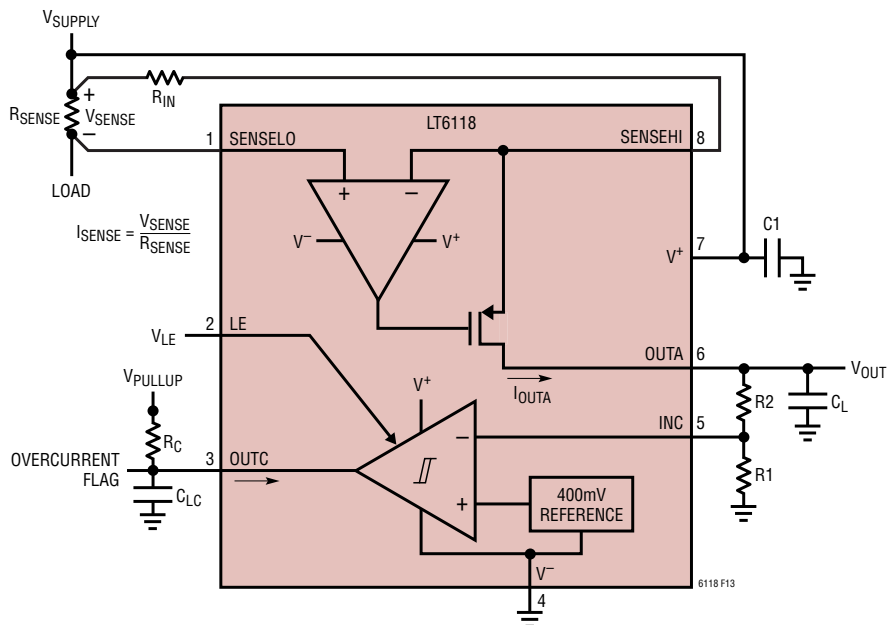 VSUPPLY
RIN
+
RSENSE
VSENSE
−
LT6118
1
SENSELO
SENSEHI
8
LOAD
+
−
ISENSE = VSENSE
RSENSE
V−
V+
C1
7
V+
2
LE
VLE
OUTA
6
VOUT
VPULLUP
IOUTA
V+
R2
CL
RC
INC
5
−
OVERCURRENT
FLAG
3
OUTC
R1
CLC
+
400mV
REFERENCE
V−
4
6118 F13